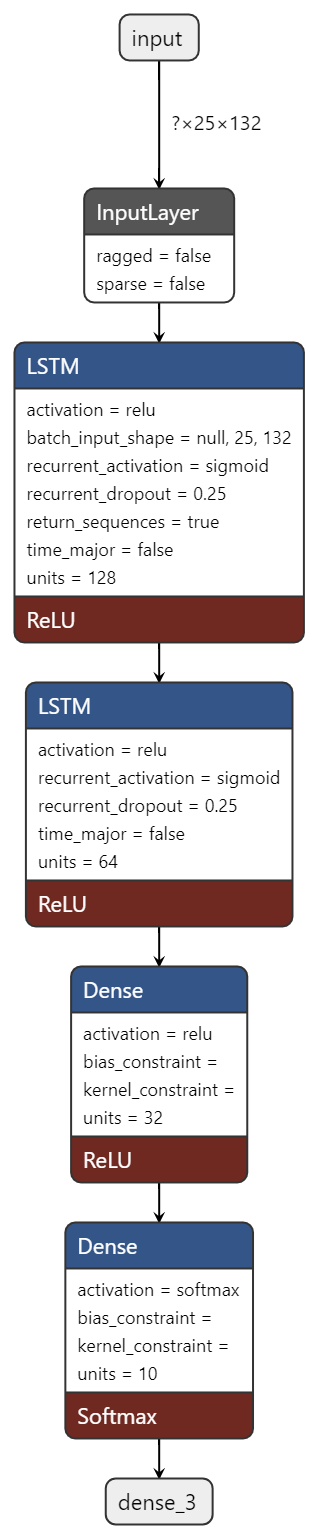 input
?×25×132
InputLayer
ragged = false
sparse = false
LSTM
activation = relu
batch_input_shape = null, 25, 132
recurrent_activation = sigmoid
recurrent_dropout = 0.25
return_sequences = true
time_major = false
units = 128
ReLU
LSTM
activation = relu
recurrent_activation = sigmoid
recurrent_dropout = 0.25
time_major = false
units = 64
ReLU
Dense
activation = relu
bias_constraint =
kernel_constraint =
units = 32
ReLU
Dense
activation = softmax
bias_constraint =
kernel_constraint =
units = 10
Softmax
dense_3